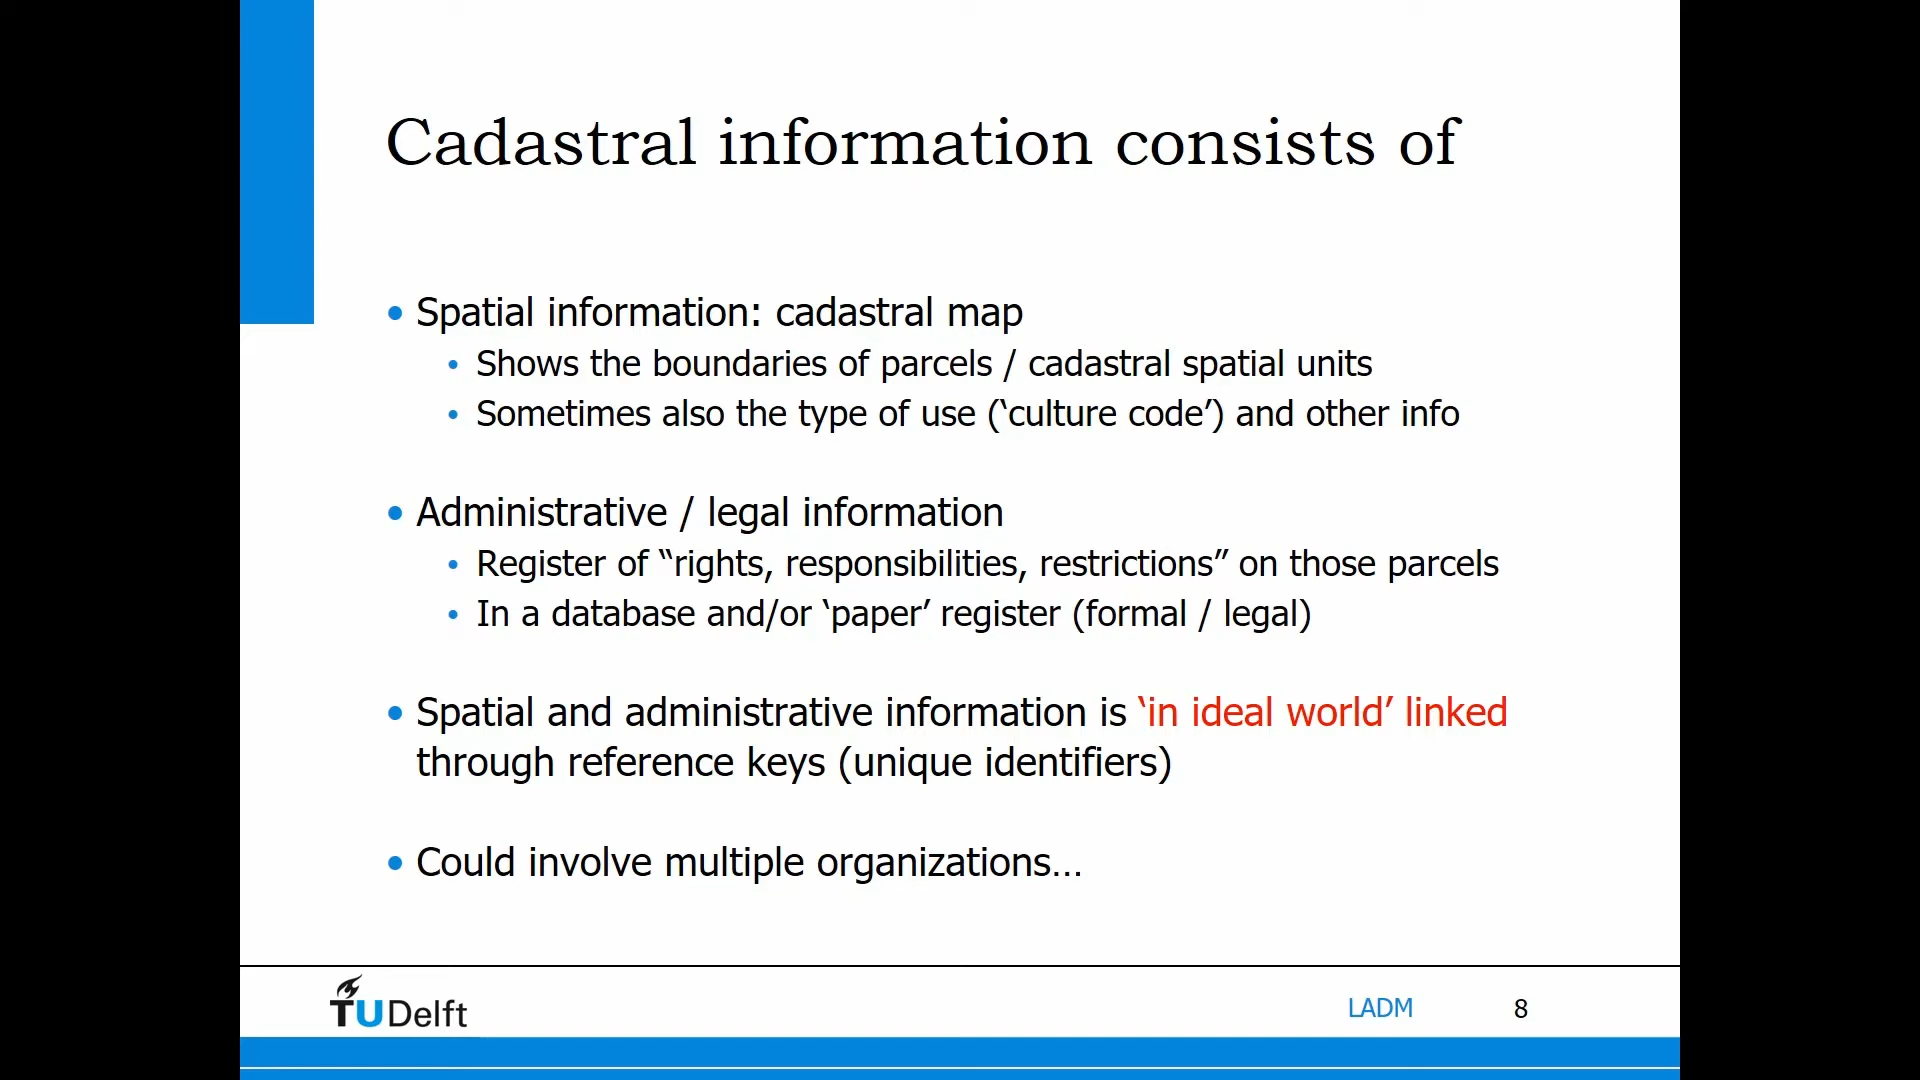 Cadastral information consists of
• Spatial information: cadastral map
• Shows the boundaries of parcels / cadastral spatial units
• Sometimes also the type of use (‘culture code’) and other info
• Administrative / legal information
• Register of “rights, responsibilities, restrictions” on those parcels
• In a database and/or ‘paper’ register (formal / legal)
• Spatial and administrative information is ‘in ideal world’ linked
through reference keys (unique identifiers)
• Could involve multiple organizations...
TUDelft
LADM 8